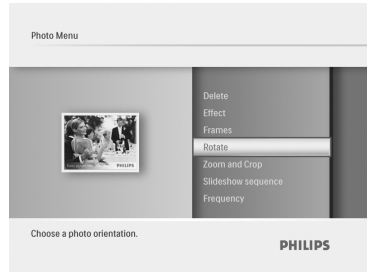 Photo Menu
Delete
Effect
Frames
Rotate
Zoom and Crop
Slideshow sequence
Frequency
PHILIPS
Choose a photo orientation.
PHILIPS